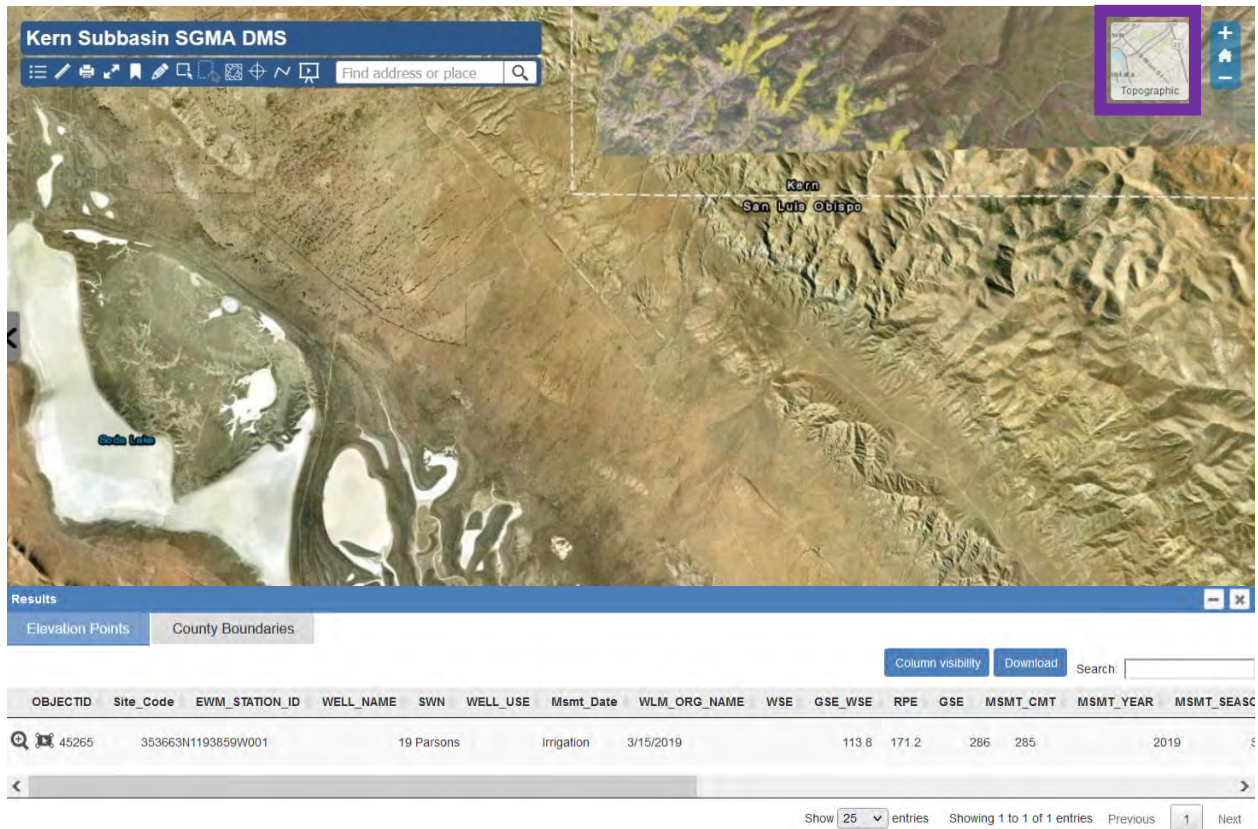 Kern Subbasin SGMA DMS
Find address or place
Topographic
Kern
San Luis Obispo
Soda Lake
Results
Elevation Points County Boundaries
Column visibility Download Search:
OBJECTID Site_Code EWM_STATION_ID WELL_NAME SWN WELL_USE Msmt_Date WLM_ORG_NAME WSE GSE_WSE RPE GSE MSMT_CMT MSMT_YEAR MSMT_SEASO
45265 353663N1193859W001 19 Parsons Irrigation 3/15/2019 113.8 171.2 286 285 2019 S
Show 25 entries Showing 1 to 1 of 1 entries Previous 1 Next